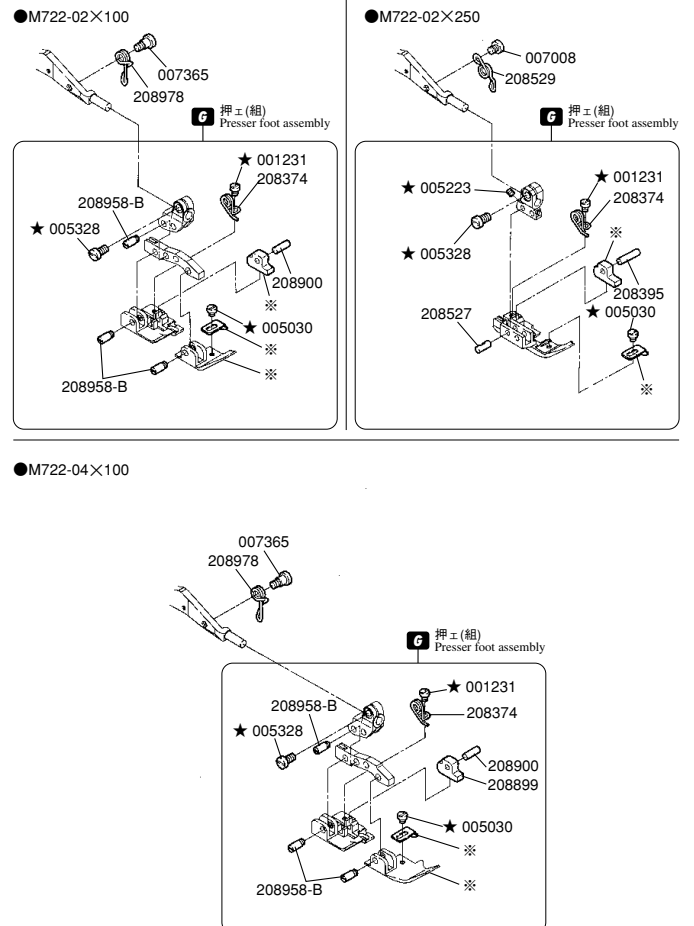 ●M722-02×100
007365
208978
G 押ェ(組)
Presser foot assembly
★ 001231
208374
208958-B
★ 005328
208900
※
★ 005030
※
※
208958-B
●M722-02×250
007008
208529
G 押ェ(組)
Presser foot assembly
★ 001231
★ 005223
208374
※
★ 005328
208395
★ 005030
208527
※
●M722-04×100
007365
208978
G 押ェ(組)
Presser foot assembly
★ 001231
208958-B
208374
★ 005328
208900
208899
★ 005030
※
※
208958-B